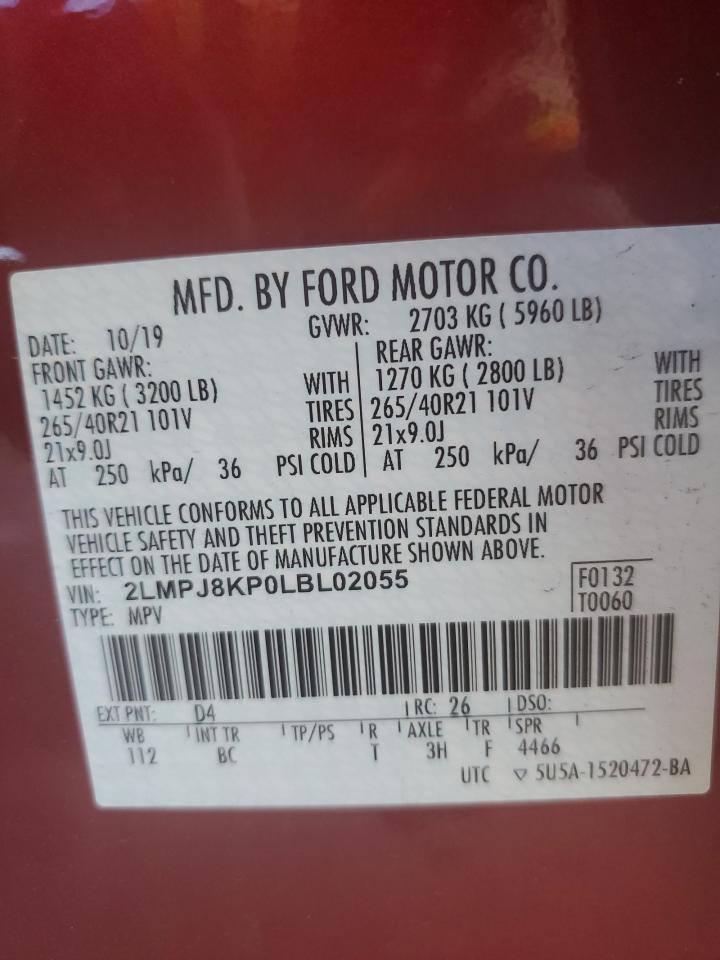 MFD. BY FORD MOTOR CO.
DATE: 10/19 GVWR: 2703 KG ( 5960 LB)
FRONT GAWR: REAR GAWR:
1452 KG ( 3200 LB) WITH 1270 KG ( 2800 LB) WITH
265/40R21 101V TIRES 265/40R21 101V TIRES
21x9.0J RIMS 21x9.0J RIMS
AT 250 kPa/ 36 PSI COLD AT 250 kPa/ 36 PSI COLD
THIS VEHICLE CONFORMS TO ALL APPLICABLE FEDERAL MOTOR
VEHICLE SAFETY AND THEFT PREVENTION STANDARDS IN
EFFECT ON THE DATE OF MANUFACTURE SHOWN ABOVE.
VIN: 2LMPJ8KP0LBL02055 F0132
TYPE: MPV T0060
EXT PNT: D4 RC: 26 DSO:
WB INT TR TP/PS R AXLE TR SPR
112 BC T 3H F 4466
UTC ▽ 5U5A-1520472-BA